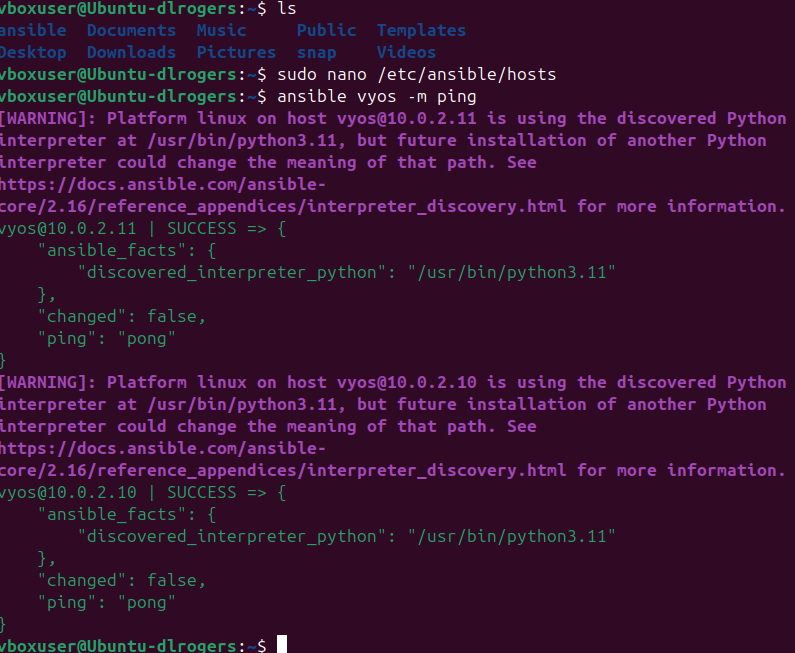 vboxuser@Ubuntu-dlrogers:~$ ls
ansible  Documents  Music     Public  Templates
Desktop  Downloads  Pictures  snap    Videos
vboxuser@Ubuntu-dlrogers:~$ sudo nano /etc/ansible/hosts
vboxuser@Ubuntu-dlrogers:~$ ansible vyos -m ping
[WARNING]: Platform linux on host vyos@10.0.2.11 is using the discovered Python
interpreter at /usr/bin/python3.11, but future installation of another Python
interpreter could change the meaning of that path. See
https://docs.ansible.com/ansible-
core/2.16/reference_appendices/interpreter_discovery.html for more information.
vyos@10.0.2.11 | SUCCESS => {
    "ansible_facts": {
        "discovered_interpreter_python": "/usr/bin/python3.11"
    },
    "changed": false,
    "ping": "pong"
}
[WARNING]: Platform linux on host vyos@10.0.2.10 is using the discovered Python
interpreter at /usr/bin/python3.11, but future installation of another Python
interpreter could change the meaning of that path. See
https://docs.ansible.com/ansible-
core/2.16/reference_appendices/interpreter_discovery.html for more information.
vyos@10.0.2.10 | SUCCESS => {
    "ansible_facts": {
        "discovered_interpreter_python": "/usr/bin/python3.11"
    },
    "changed": false,
    "ping": "pong"
}
vboxuser@Ubuntu-dlrogers:~$